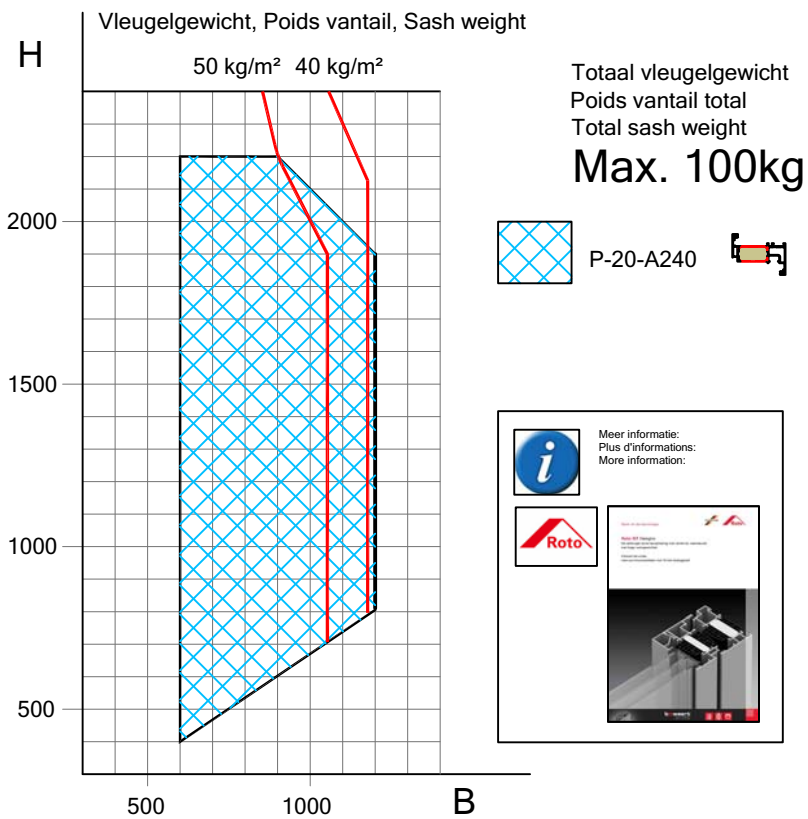 Vleugelgewicht, Poids vantail, Sash weight
H
50 kg/m² 40 kg/m²
Totaal vleugelgewicht
Poids vantail total
Total sash weight
Max. 100kg
2000
P-20-A240
1500
Meer informatie:
Plus d'informations:
More information:
i
Roto
Roto
1000
500
500
1000
B